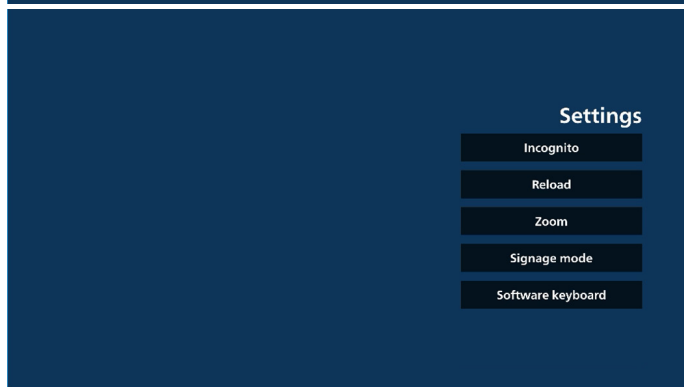 Settings
Incognito
Reload
Zoom
Signage mode
Software keyboard